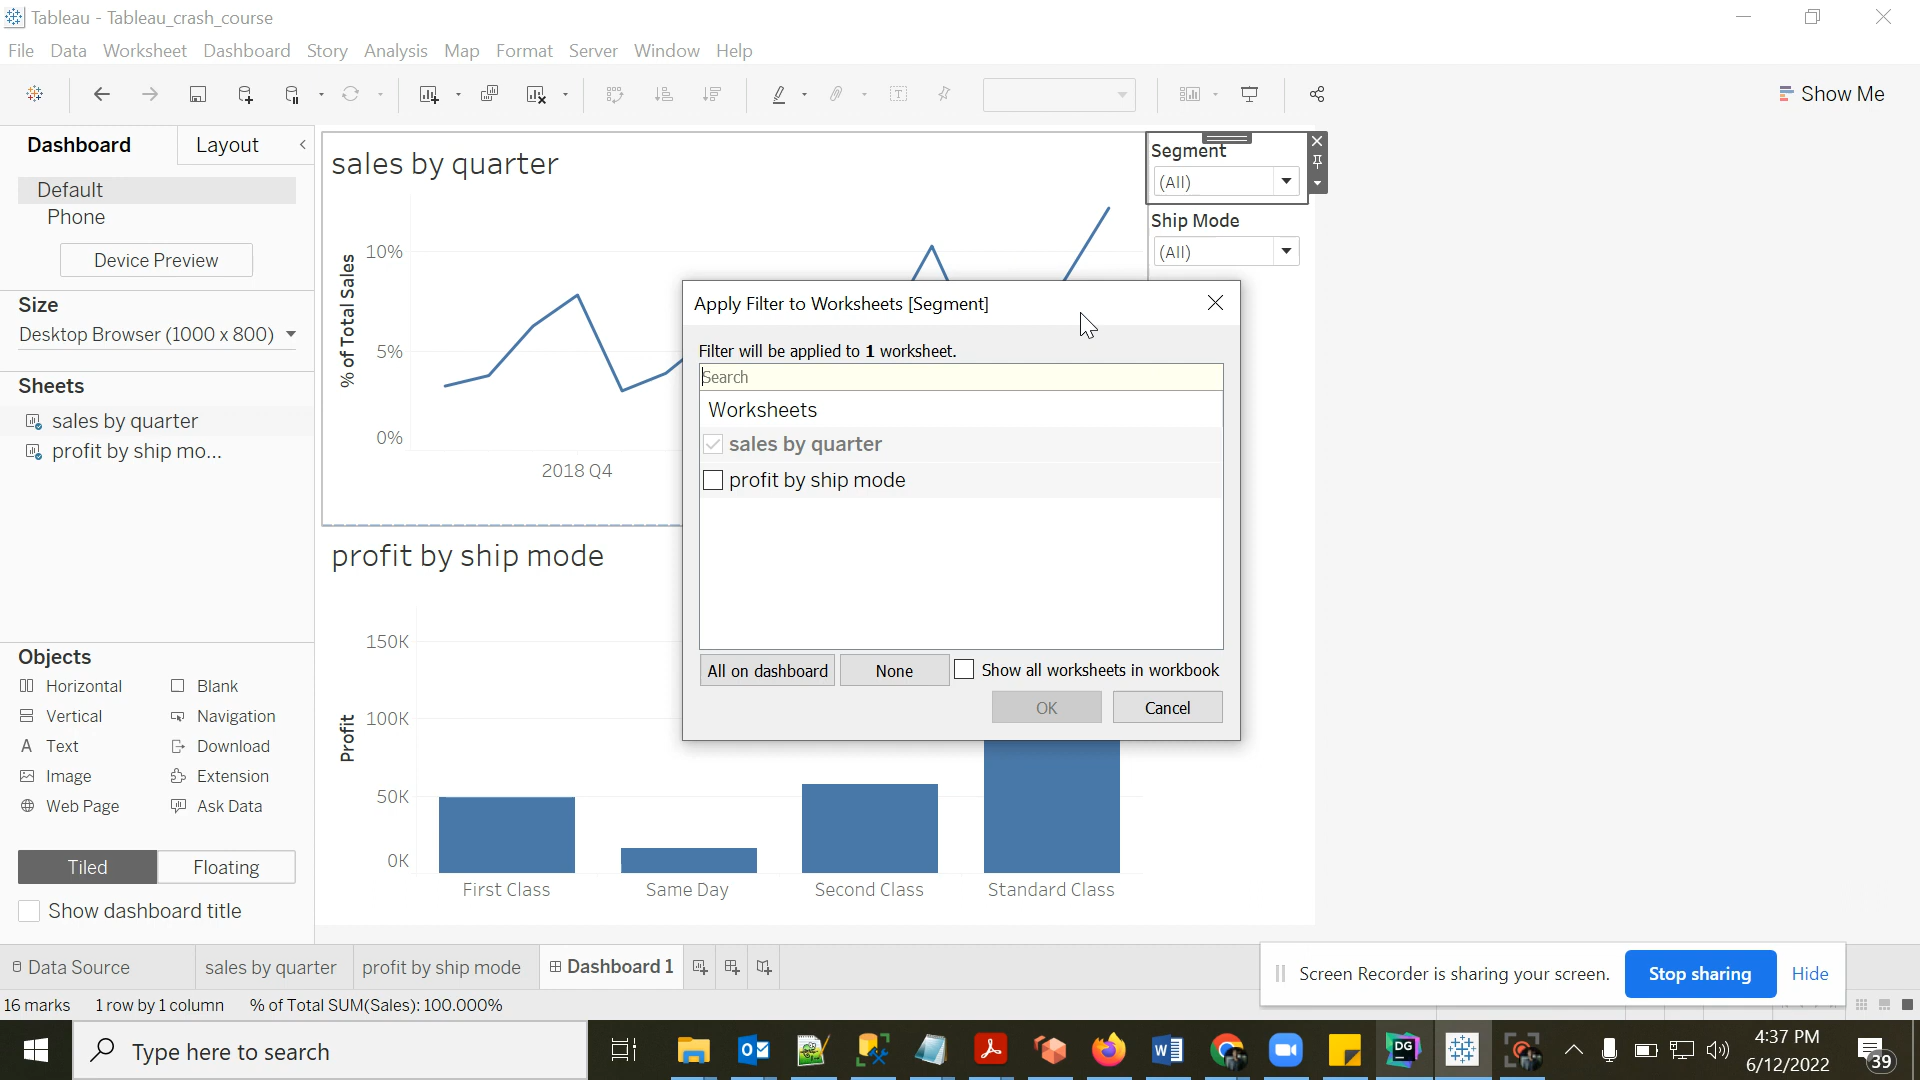 Tableau - Tableau_crash_course
File Data Worksheet Dashboard Story Analysis Map Format Server Window Help
Show Me
Dashboard Layout
Default
Phone
Device Preview
Size
Desktop Browser (1000 x 800)
Sheets
sales by quarter
profit by ship mo...
Objects
Horizontal Blank
Vertical Navigation
A Text Download
Image Extension
Web Page Ask Data
Tiled Floating
Show dashboard title
sales by quarter
% of Total Sales
10%
5%
0%
2018 Q4
Segment
(All)
Ship Mode
(All)
Apply Filter to Worksheets [Segment]
Filter will be applied to 1 worksheet.
Search
Worksheets
sales by quarter
profit by ship mode
All on dashboard None Show all worksheets in workbook
OK Cancel
profit by ship mode
Profit
150K
100K
50K
0K
First Class Same Day Second Class Standard Class
Data Source sales by quarter profit by ship mode Dashboard 1
Screen Recorder is sharing your screen. Stop sharing Hide
16 marks 1 row by 1 column % of Total SUM(Sales): 100.000%
Type here to search
DG
4:37 PM
6/12/2022
39